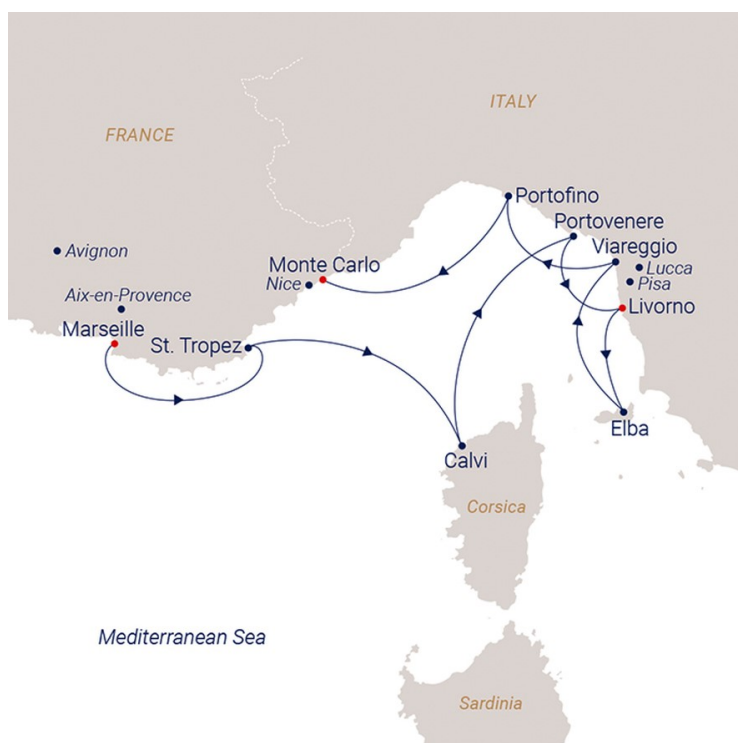 ITALY
FRANCE
Portofino
Portovenere
Viareggio
Avignon
Monte Carlo
Lucca
Nice
Pisa
Aix-en-Provence
Livorno
Marseille
St. Tropez
Elba
Calvi
Corsica
Mediterranean Sea
Sardinia